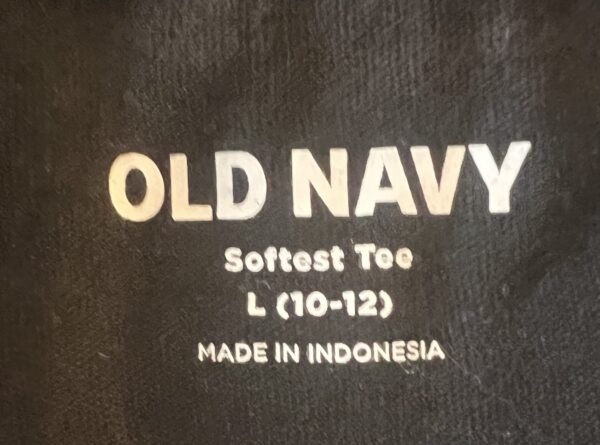 OLD NAVY
Softest Tee
L (10-12)
MADE IN INDONESIA